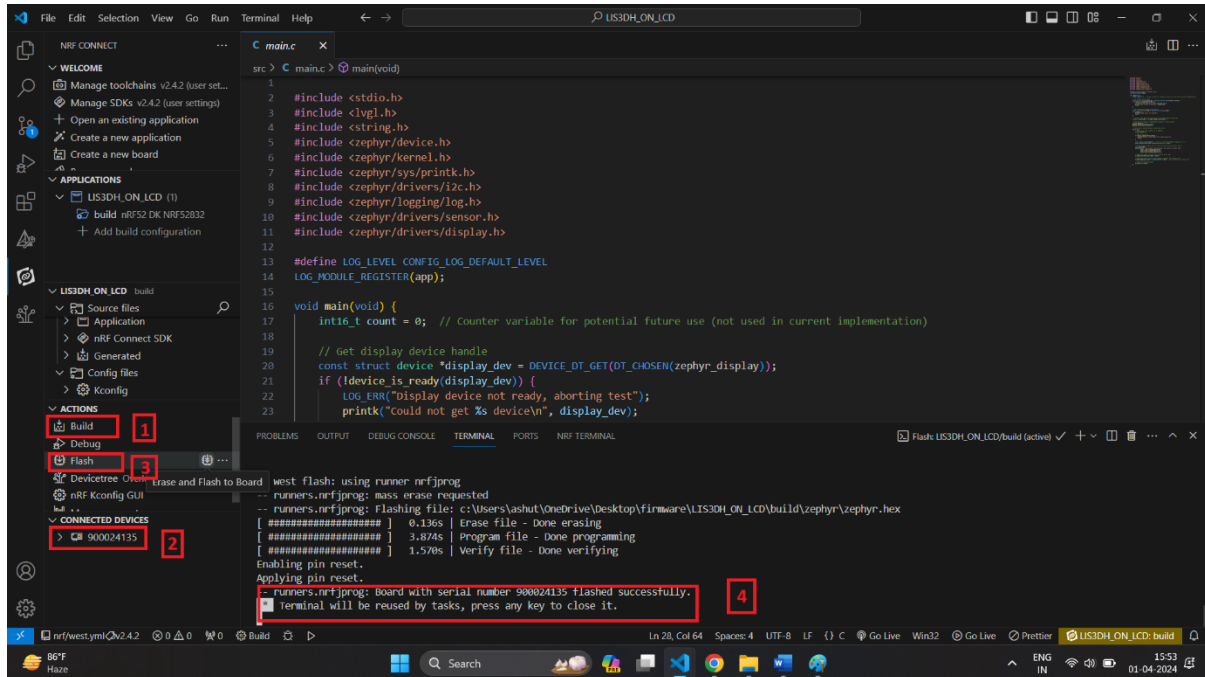 File Edit Selection View Go Run Terminal Help
LIS3DH_ON_LCD
NRF CONNECT
WELCOME
Manage toolchains v2.4.2 (user set...
Manage SDKs v2.4.2 (user settings)
Open an existing application
Create a new application
Create a new board
APPLICATIONS
LIS3DH_ON_LCD (1)
build nRF52 DK NRF52832
Add build configuration
LIS3DH_ON_LCD build
Source files
Application
nRF Connect SDK
Generated
Config files
Kconfig
ACTIONS
Build
1
Debug
Flash
3
Devicetree
Erase and Flash to Board
nRF Kconfig GUI
CONNECTED DEVICES
900024135
2
C main.c
src > C main.c > main(void)
1
2 #include <stdio.h>
3 #include <lvgl.h>
4 #include <string.h>
5 #include <zephyr/device.h>
6 #include <zephyr/kernel.h>
7 #include <zephyr/sys/printk.h>
8 #include <zephyr/drivers/i2c.h>
9 #include <zephyr/logging/log.h>
10 #include <zephyr/drivers/sensor.h>
11 #include <zephyr/drivers/display.h>
12
13 #define LOG_LEVEL CONFIG_LOG_DEFAULT_LEVEL
14 LOG_MODULE_REGISTER(app);
15
16 void main(void) {
17 int16_t count = 0; // Counter variable for potential future use (not used in current implementation)
18
19 // Get display device handle
20 const struct device *display_dev = DEVICE_DT_GET(DT_CHOSEN(zephyr_display));
21 if (!device_is_ready(display_dev)) {
22 LOG_ERR("Display device not ready, aborting test");
23 printk("Could not get %s device\n", display_dev);
PROBLEMS OUTPUT DEBUG CONSOLE TERMINAL PORTS NRF TERMINAL
Flash: LIS3DH_ON_LCD/build (active)
west flash: using runner nrfjprog
-- runners.nrfjprog: mass erase requested
-- runners.nrfjprog: Flashing file: c:\Users\ashut\OneDrive\Desktop\firmware\LIS3DH_ON_LCD\build\zephyr\zephyr.hex
[ #################### ] 0.136s | Erase file - Done erasing
[ #################### ] 3.874s | Program file - Done programming
[ #################### ] 1.570s | Verify file - Done verifying
Enabling pin reset.
Applying pin reset.
-- runners.nrfjprog: Board with serial number 900024135 flashed successfully.
* Terminal will be reused by tasks, press any key to close it.
4
nrf/west.yml v2.4.2 0 0 0 Build
Ln 28, Col 64 Spaces: 4 UTF-8 LF {} C Go Live Win32 Go Live Prettier LIS3DH_ON_LCD: build
86°F
Haze
Search
ENG
IN
15:53
01-04-2024